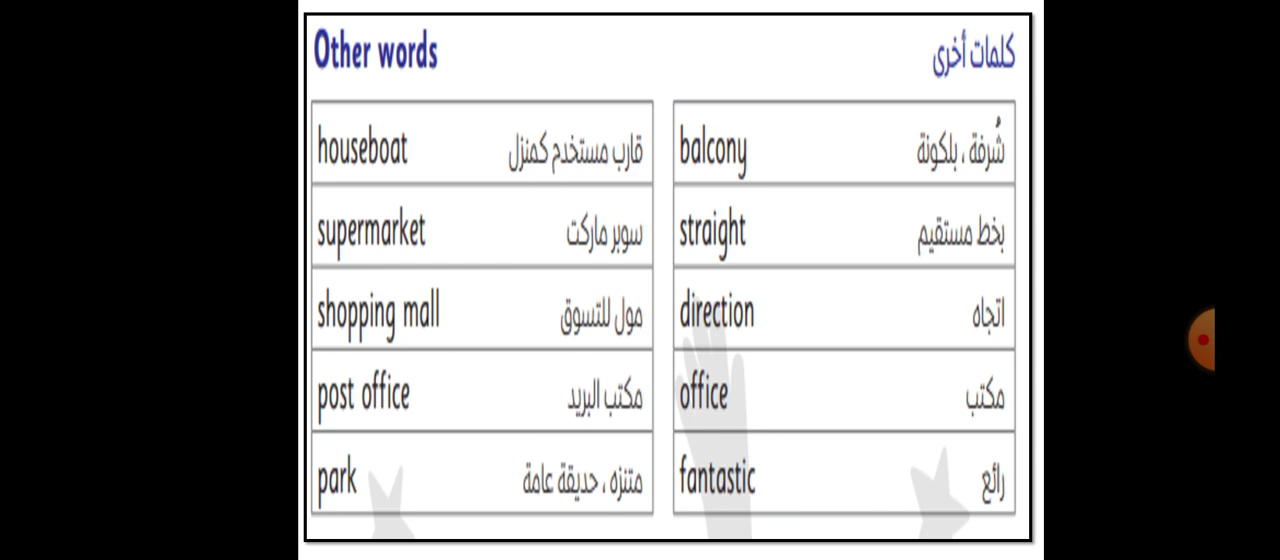 Other words كلمات أخرى
houseboat قارب مستخدم كمنزل
supermarket سوبر ماركت
shopping mall مول للتسوق
post office مكتب البريد
park متنزه ، حديقة عامة
balcony شُرفة ، بلكونة
straight بخط مستقيم
direction اتجاه
office مكتب
fantastic رائع